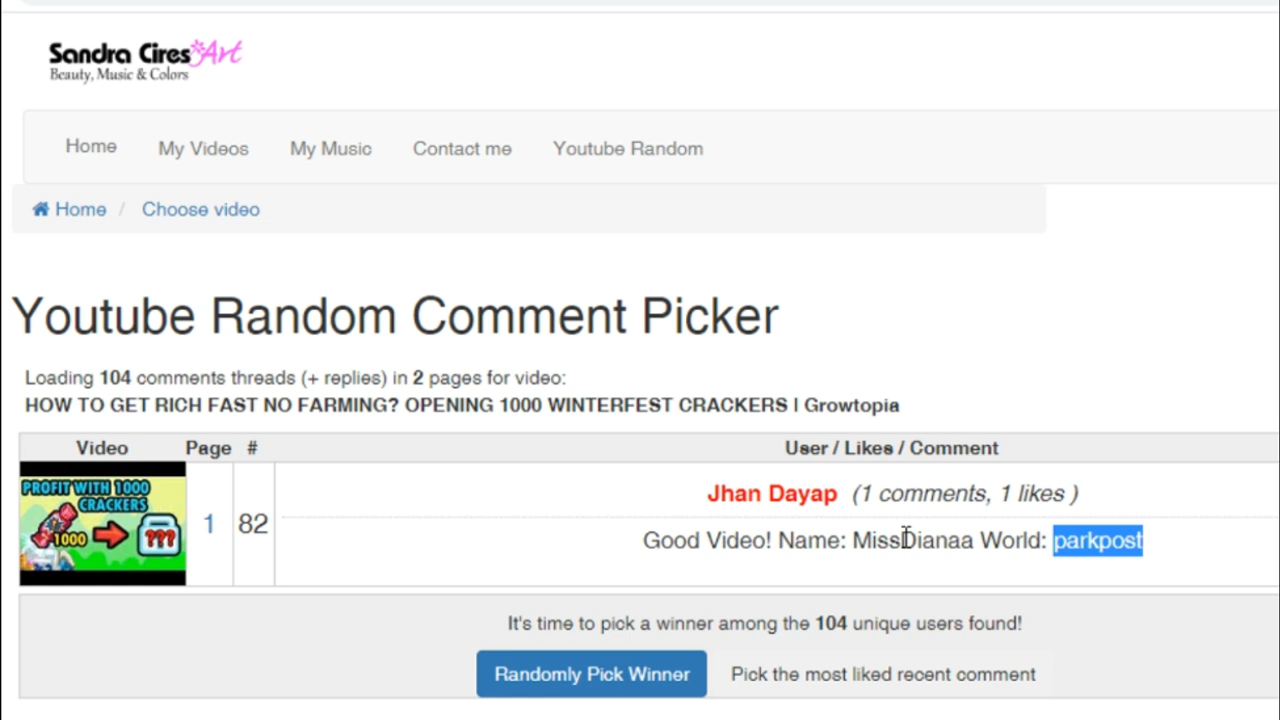 Sandra Cires Art
Beauty, Music & Colors
Home My Videos My Music Contact me Youtube Random
Home / Choose video
Youtube Random Comment Picker
Loading 104 comments threads (+ replies) in 2 pages for video:
HOW TO GET RICH FAST NO FARMING? OPENING 1000 WINTERFEST CRACKERS | Growtopia
Video Page # User / Likes / Comment
PROFIT WITH 1000
CRACKERS
1000 ???
1 82
Jhan Dayap (1 comments, 1 likes )
Good Video! Name: MissDianaa World: parkpost
It's time to pick a winner among the 104 unique users found!
Randomly Pick Winner Pick the most liked recent comment